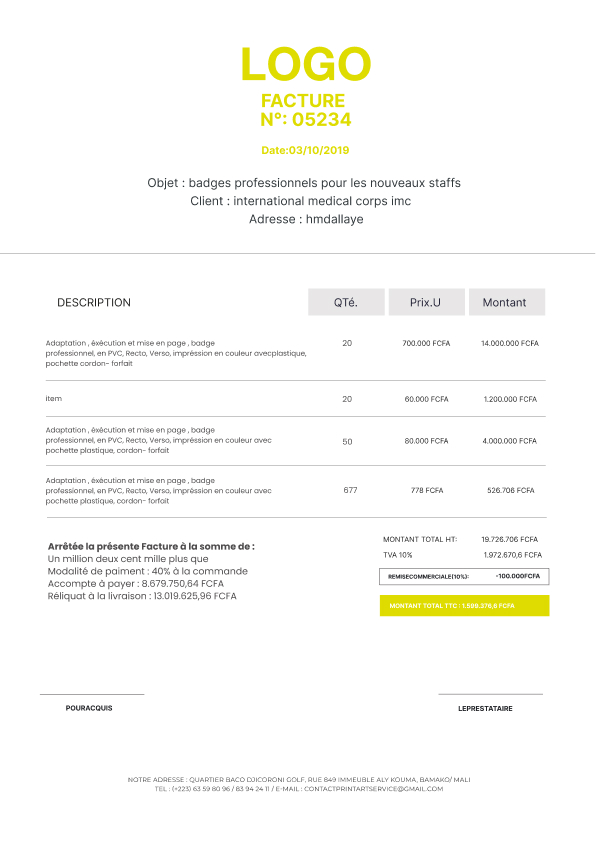 LOGO
FACTURE
N°: 05234
Date:03/10/2019
Objet : badges professionnels pour les nouveaux staffs
Client : international medical corps imc
Adresse : hmdallaye
DESCRIPTION QTé. Prix.U Montant
Adaptation , éxécution et mise en page , badge
professionnel, en PVC, Recto, Verso, impréssion en couleur avecplastique,
pochette cordon- forfait
20 700.000 FCFA 14.000.000 FCFA
item 20 60.000 FCFA 1.200.000 FCFA
Adaptation , éxécution et mise en page , badge
professionnel, en PVC, Recto, Verso, impréssion en couleur avec
pochette plastique, cordon- forfait
50 80.000 FCFA 4.000.000 FCFA
Adaptation , éxécution et mise en page , badge
professionnel, en PVC, Recto, Verso, impréssion en couleur avec
pochette plastique, cordon- forfait
677 778 FCFA 526.706 FCFA
MONTANT TOTAL HT: 19.726.706 FCFA
TVA 10% 1.972.670,6 FCFA
REMISECOMMERCIALE(10%): -100.000FCFA
MONTANT TOTAL TTC : 1.599.376,6 FCFA
Arrêtée la présente Facture à la somme de :
Un million deux cent mille plus que
Modalité de paiment : 40% à la commande
Accompte à payer : 8.679.750,64 FCFA
Réliquat à la livraison : 13.019.625,96 FCFA
POURACQUIS LEPRESTATAIRE
NOTRE ADRESSE : QUARTIER BACO DJICORONI GOLF, RUE 849 IMMEUBLE ALY KOUMA, BAMAKO/ MALI
TEL : (+223) 63 59 80 96 / 83 94 24 11 / E-MAIL : CONTACTPRINTARTSERVICE@GMAIL.COM